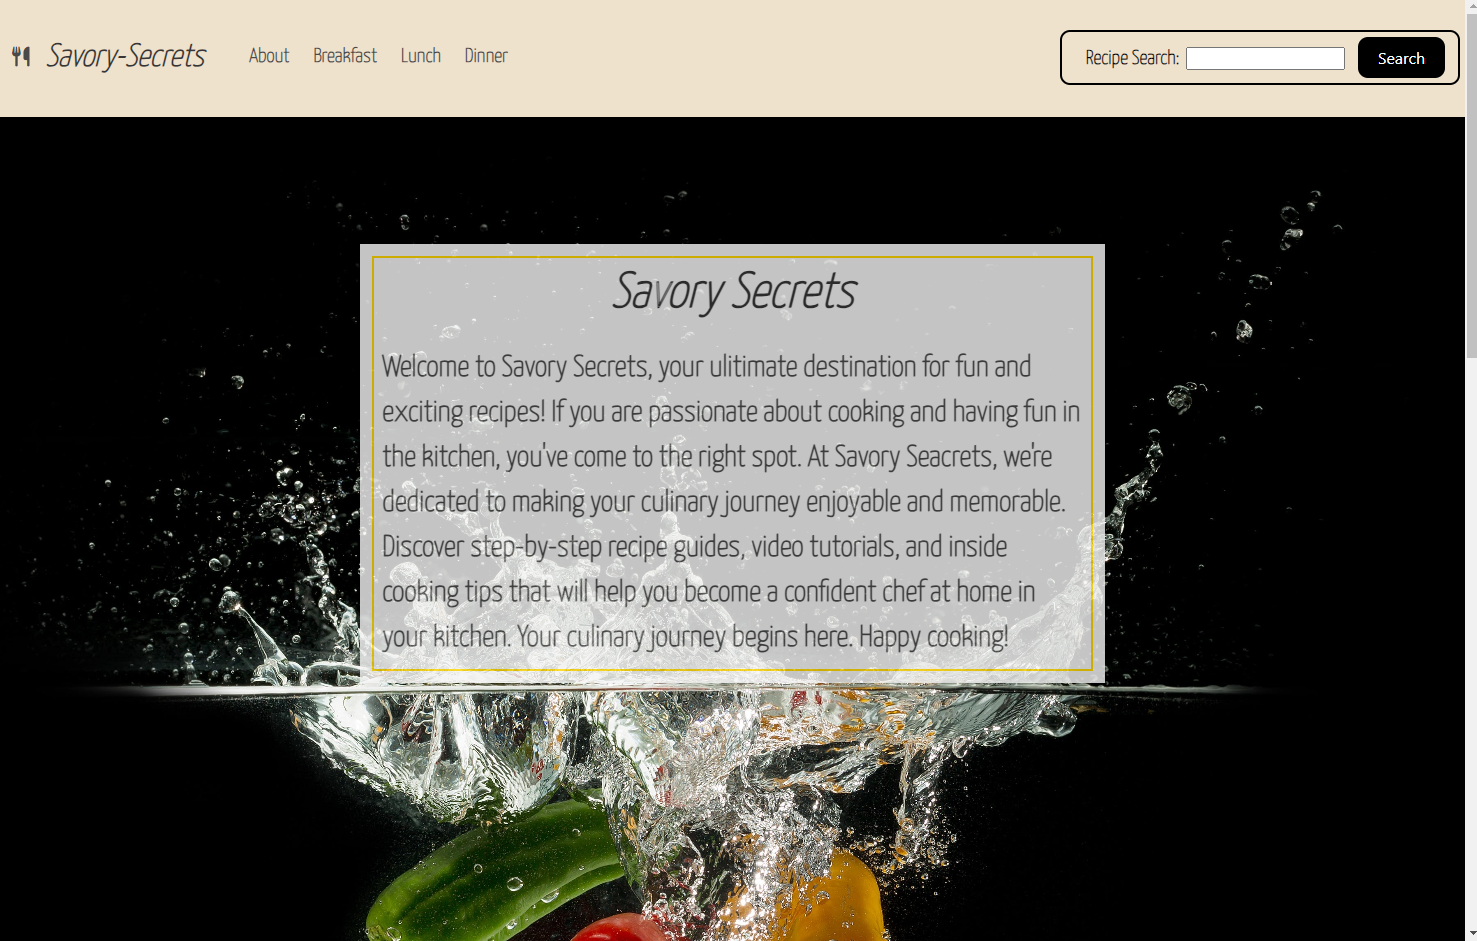 Savory-Secrets
About
Breakfast
Lunch
Dinner
Recipe Search:
Search
Savory Secrets
Welcome to Savory Secrets, your ulitimate destination for fun and
exciting recipes! If you are passionate about cooking and having fun in
the kitchen, you've come to the right spot. At Savory Seacrets, we're
dedicated to making your culinary journey enjoyable and memorable.
Discover step-by-step recipe guides, video tutorials, and inside
cooking tips that will help you become a confident chef at home in
your kitchen. Your culinary journey begins here. Happy cooking!